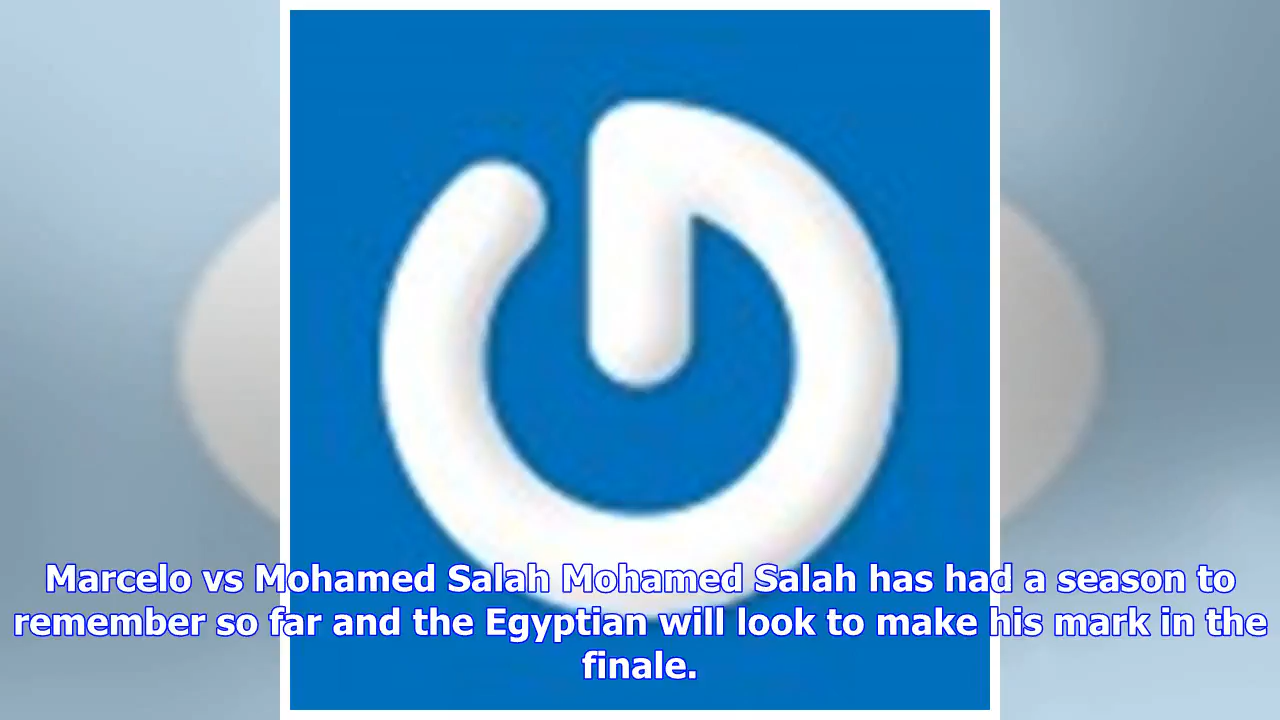 Marcelo vs Mohamed Salah Mohamed Salah has had a season to
remember so far and the Egyptian will look to make his mark in the
finale.